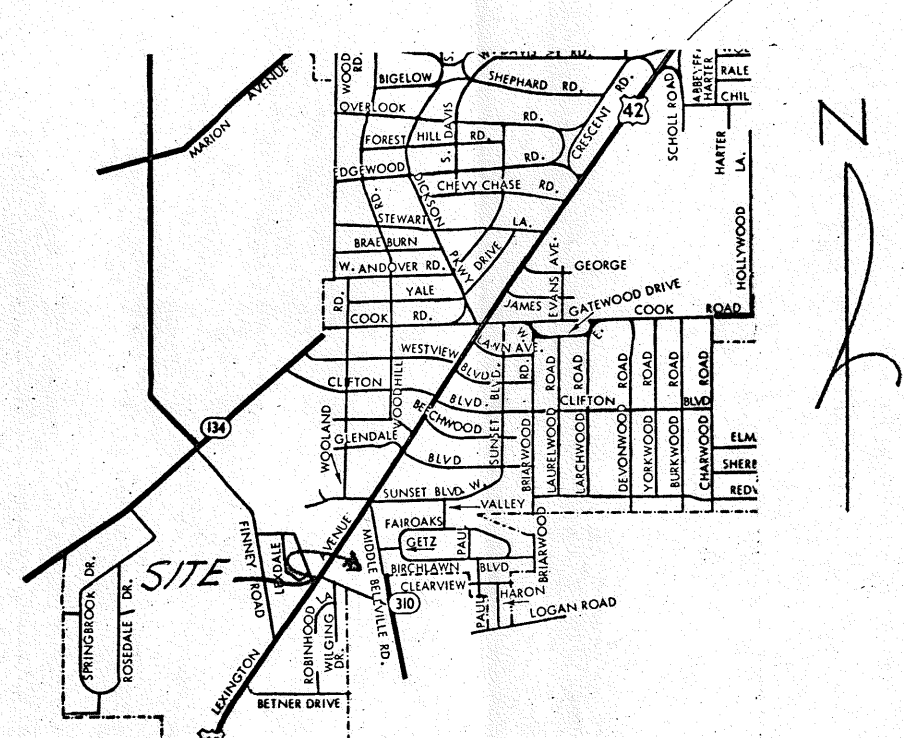 W. DAVIS RD.
WOOD RD.
BIGELOW
SHEPHARD RD.
OVERLOOK RD.
S. DAVIS
FOREST HILL RD.
CRESCENT RD.
42
SCHOLL ROAD
HARTER
RALE
CHIL
MARION AVENUE
EDGEWOOD RD.
CHEVY CHASE RD.
DICKSON PKWY
HARTER LA.
N
RD.
STEWART LA.
BRAEBURN
W. ANDOVER RD.
DRIVE
GEORGE
EVANS AVE.
HOLLYWOOD
YALE
JAMES
GATEWOOD DRIVE
COOK RD.
COOK ROAD
RD.
W.
E.
LAWN AVE.
WESTVIEW BLVD.
CLIFTON BLVD.
CLIFTON BLVD
WOODHILL
BEECHWOOD
134
GLENDALE BLVD
WOOLAND
SUNSET BLVD.
BRIARWOOD RD.
LAURELWOOD ROAD
LARCHWOOD ROAD
DEVONWOOD ROAD
YORKWOOD ROAD
BURKWOOD ROAD
CHARWOOD ROAD
ELM
SHERB
REDW
SUNSET BLVD W.
VALLEY
FAIROAKS
GETZ
PAUL
BRIARWOOD
BIRCHLAWN BLVD
CLEARVIEW
HARON
PAUL
LOGAN ROAD
310
MIDDLE BELLVILLE RD.
FINNEY ROAD
LEXDALE
SITE
LEXINGTON AVENUE
SPRINGBROOK DR.
ROSEDALE DR.
ROBINHOOD LA
WILGING DR.
BETNER DRIVE